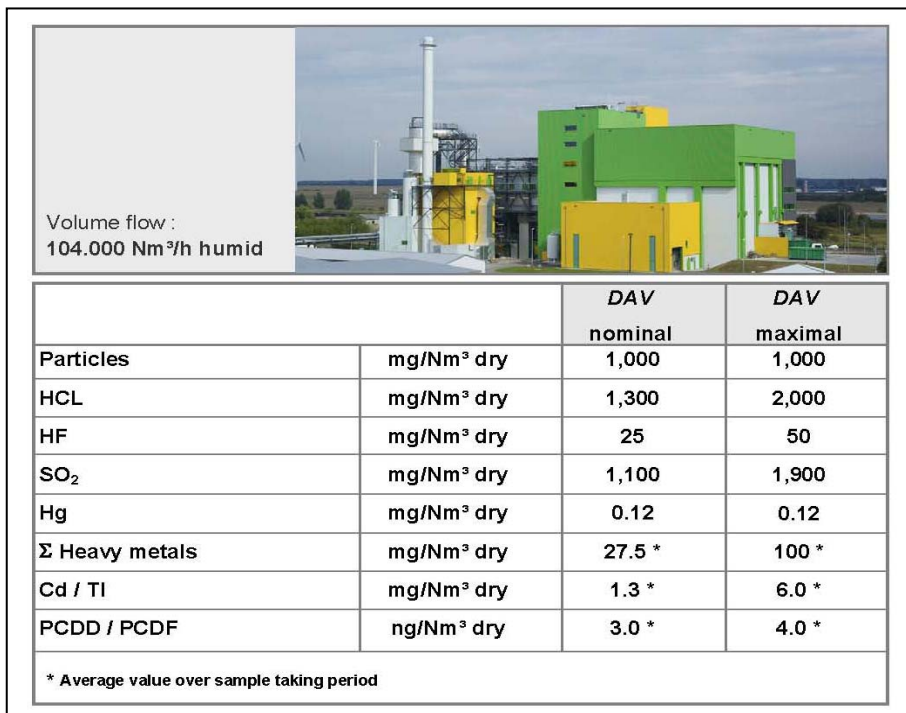 Volume flow :
104.000 Nm³/h humid
DAV nominal DAV maximal
Particles mg/Nm³ dry 1,000 1,000
HCL mg/Nm³ dry 1,300 2,000
HF mg/Nm³ dry 25 50
SO₂ mg/Nm³ dry 1,100 1,900
Hg mg/Nm³ dry 0.12 0.12
Σ Heavy metals mg/Nm³ dry 27.5 * 100 *
Cd / Tl mg/Nm³ dry 1.3 * 6.0 *
PCDD / PCDF ng/Nm³ dry 3.0 * 4.0 *
* Average value over sample taking period